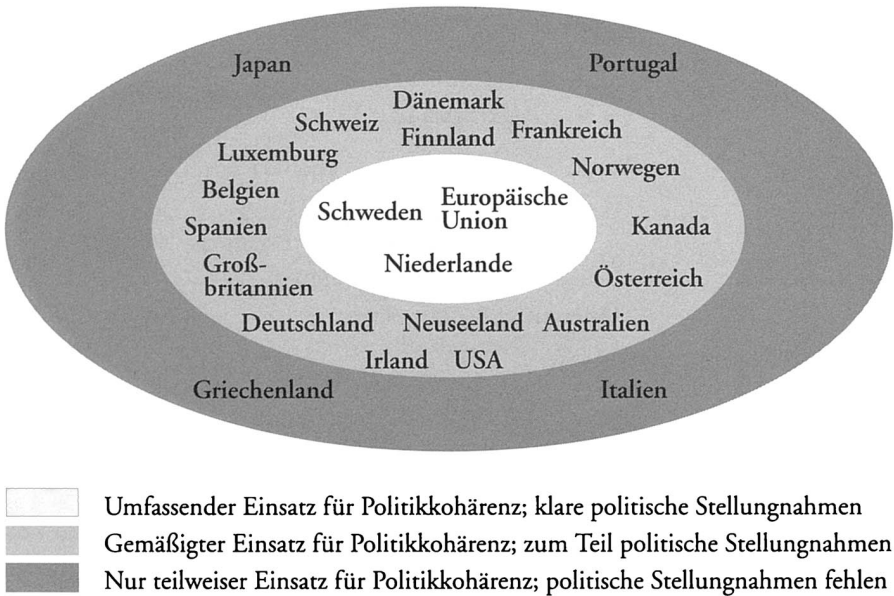 Japan
Portugal
Dänemark
Schweiz
Finnland
Frankreich
Luxemburg
Norwegen
Belgien
Schweden
Europäische
Union
Spanien
Kanada
Groß-
britannien
Niederlande
Österreich
Deutschland
Neuseeland
Australien
Irland
USA
Griechenland
Italien
Umfassender Einsatz für Politikkohärenz; klare politische Stellungnahmen
Gemäßigter Einsatz für Politikkohärenz; zum Teil politische Stellungnahmen
Nur teilweiser Einsatz für Politikkohärenz; politische Stellungnahmen fehlen